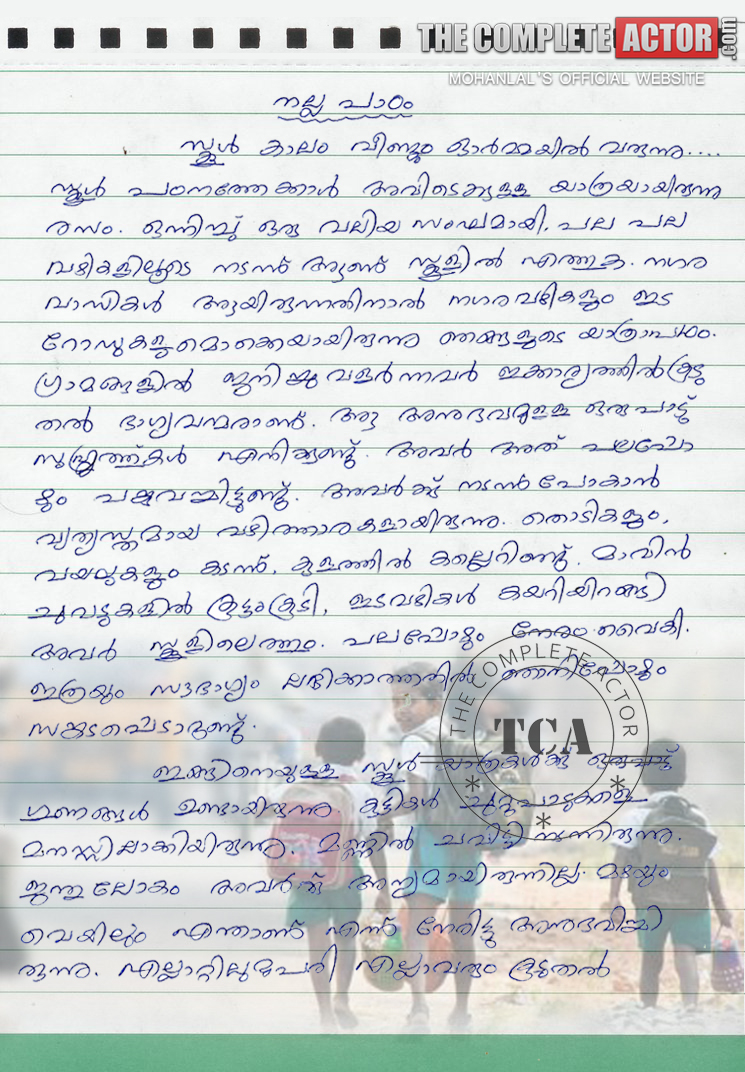 THE COMPLETE ACTOR.com
MOHANLAL'S OFFICIAL WEBSITE
നല്ല പാഠം
സ്കൂൾ കാലം വീണ്ടും ഓർമ്മയിൽ വരുന്നു....
സ്കൂൾ പഠനത്തേക്കാൾ അവിടെക്കുള്ള യാത്രയായിരുന്നു
രസം. ഒന്നിച്ച് ഒരു വലിയ സംഘമായി, പല പല
വഴികളിലൂടെ നടന്ന് ആണ് സ്കൂളിൽ എത്തുക. നഗര
വാസികൾ ആയിരുന്നതിനാൽ നഗരവഴികളും ഇട
റോഡുകളുമൊക്കെയായിരുന്നു ഞങ്ങളുടെ യാത്രാപഥം.
ഗ്രാമങ്ങളിൽ ജനിച്ചു വളർന്നവർ ഇക്കാര്യത്തിൽ കൂടു
തൽ ഭാഗ്യവന്മാരാണ്. ആ അനുഭവമുള്ള ഒരുപാട്
സുഹൃത്തുക്കൾ എനിക്കുണ്ട്. അവർ അത് പലപ്പോ
ഴും പങ്കുവെച്ചിട്ടുണ്ട്. അവർക്ക് നടന്നു പോകാൻ
വ്യത്യസ്തമായ വഴിത്താരകളായിരുന്നു. തൊടികളും,
വയലുകളും കടന്ന്, കുളത്തിൽ കല്ലെറിഞ്ഞ്, മാവിൻ
ചുവടുകളിൽ കൂട്ടംകൂടി, ഇടവഴികൾ കയറിയിറങ്ങി
അവർ സ്കൂളിലെത്തും. പലപ്പോഴും നേരം വൈകി.
ഇത്രയും സൗഭാഗ്യം ലഭിക്കാത്തതിൽ ഞാനിപ്പോഴും
സങ്കടപ്പെടാറുണ്ട്.
ഇങ്ങിനെയുള്ള സ്കൂൾ യാത്രകൾക്ക് ഒരുപാട്
ഗുണങ്ങൾ ഉണ്ടായിരുന്നു. കുട്ടികൾ ചുറ്റുപാടുകളെ
മനസ്സിലാക്കിയിരുന്നു. മണ്ണിൽ ചവിട്ടി നടന്നിരുന്നു.
ജന്തുലോകം അവർക്ക് അന്യമായിരുന്നില്ല. മഴയും
വെയിലും എന്താണ് എന്ന് നേരിട്ട് അനുഭവിച്ചി
രുന്നു. എല്ലാറ്റിലുമുപരി എല്ലാവരും കൂടുതൽ
THE COMPLETE ACTOR
TCA